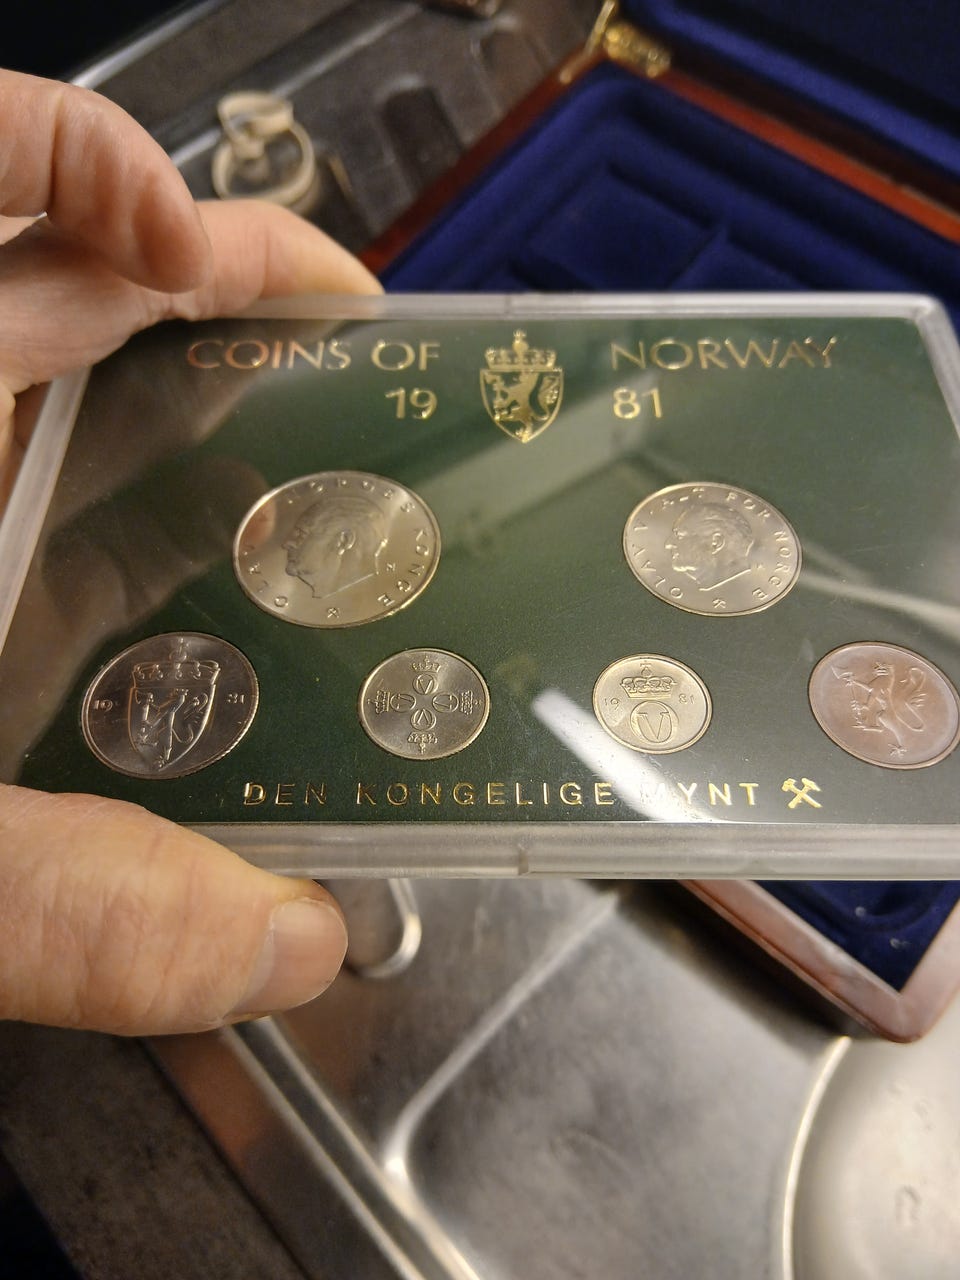 COINS OF NORWAY
19 81
OLAV V NORGES KONGE
OLAV V · ALT FOR NORGE
19 81
19 81
V
DEN KONGELIGE MYNT